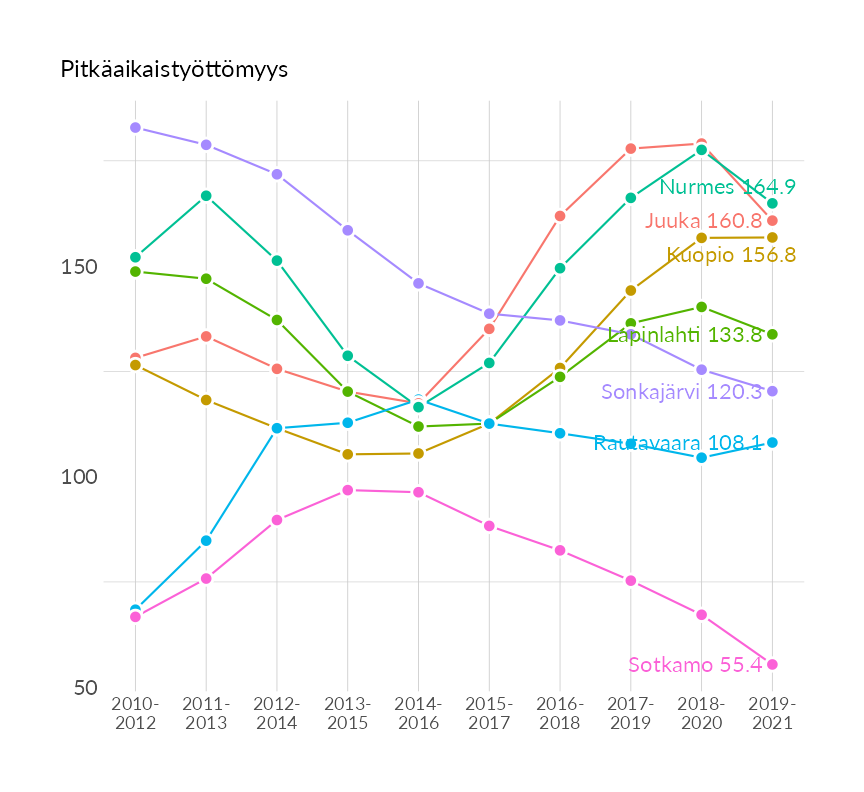 Pitkäaikaistyöttömyys
Nurmes 164.9
Juuka 160.8
Kuopio 156.8
150
Lapinlahti 133.8
Sonkajärvi 120.3
Rautavaara 108.1
100
Sotkamo 55.4
50
2010- 2011- 2012- 2013- 2014- 2015- 2016- 2017- 2018- 2019-
2012 2013 2014 2015 2016 2017 2018 2019 2020 2021